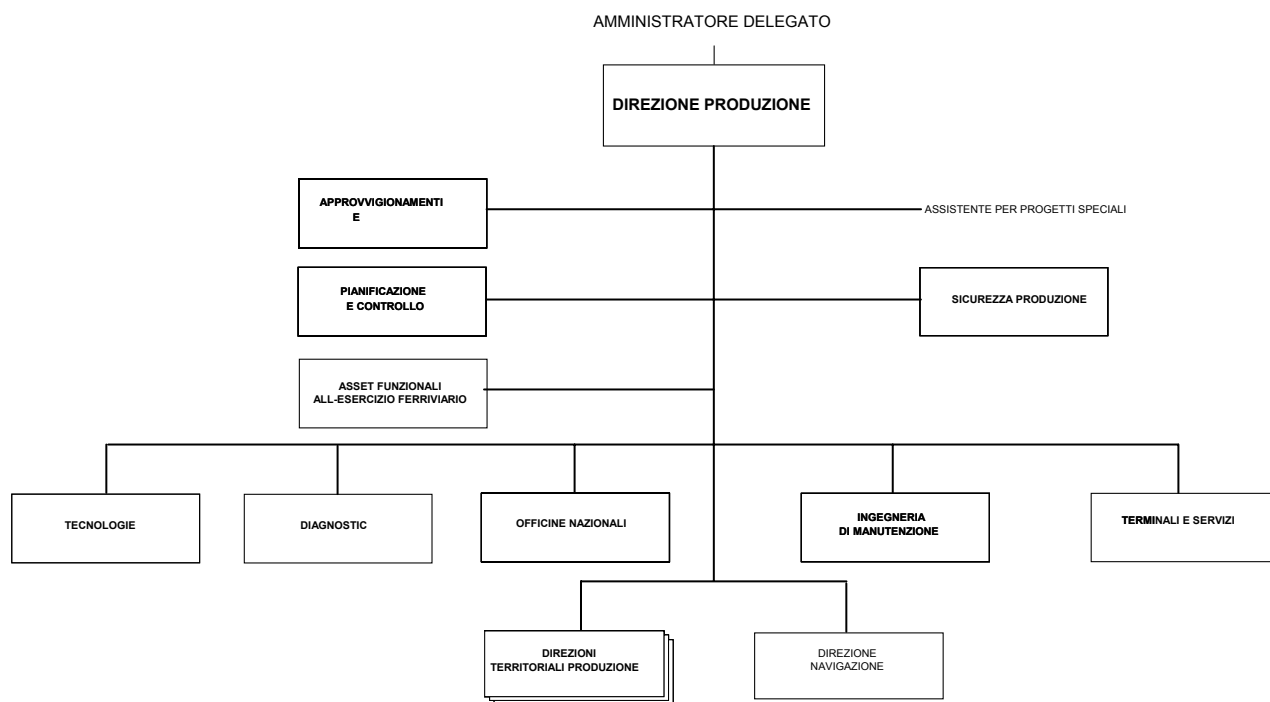 AMMINISTRATORE DELEGATO
DIREZIONE PRODUZIONE
APPROVVIGIONAMENTI
E
ASSISTENTE PER PROGETTI SPECIALI
PIANIFICAZIONE
E CONTROLLO
SICUREZZA PRODUZIONE
ASSET FUNZIONALI
ALL-ESERCIZIO FERRIVIARIO
TECNOLOGIE
DIAGNOSTIC
OFFICINE NAZIONALI
INGEGNERIA
DI MANUTENZIONE
TERMINALI E SERVIZI
DIREZIONI
TERRITORIALI PRODUZIONE
DIREZIONE
NAVIGAZIONE